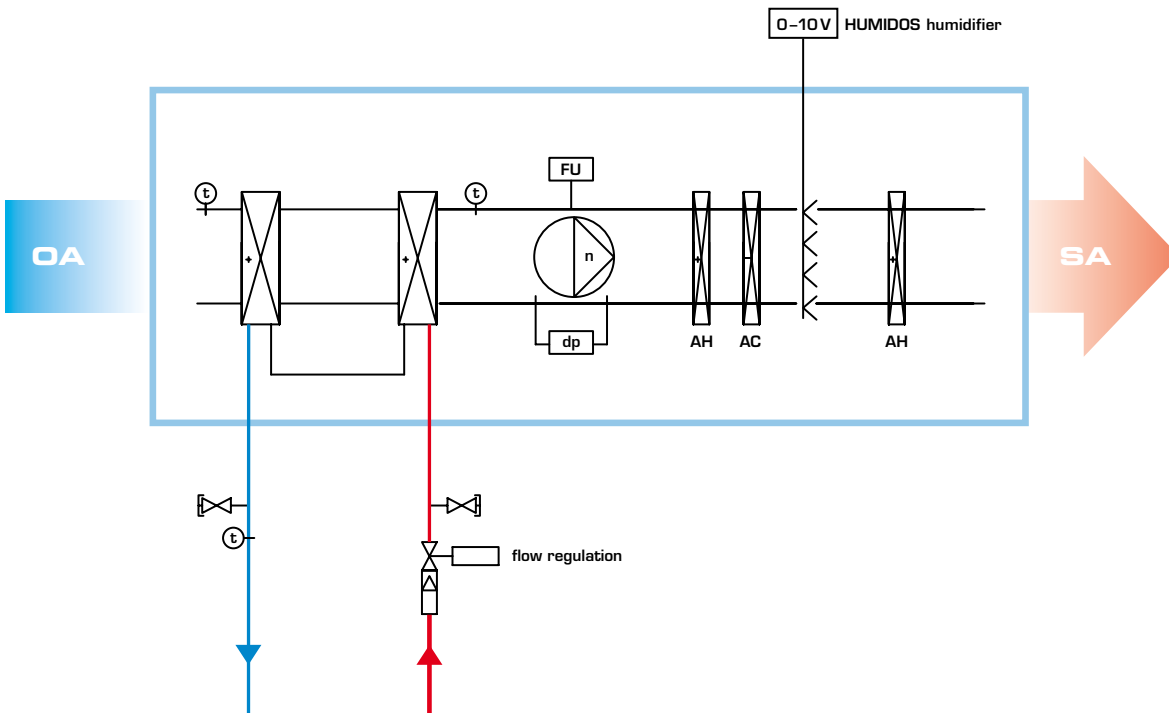 0-10V HUMIDOS humidifier
FU
t
t
OA
+
+
n
+
-
+
SA
dp
AH AC AH
t
flow regulation